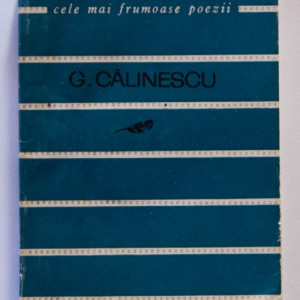 cele mai frumoase poezii
G. CĂLINESCU